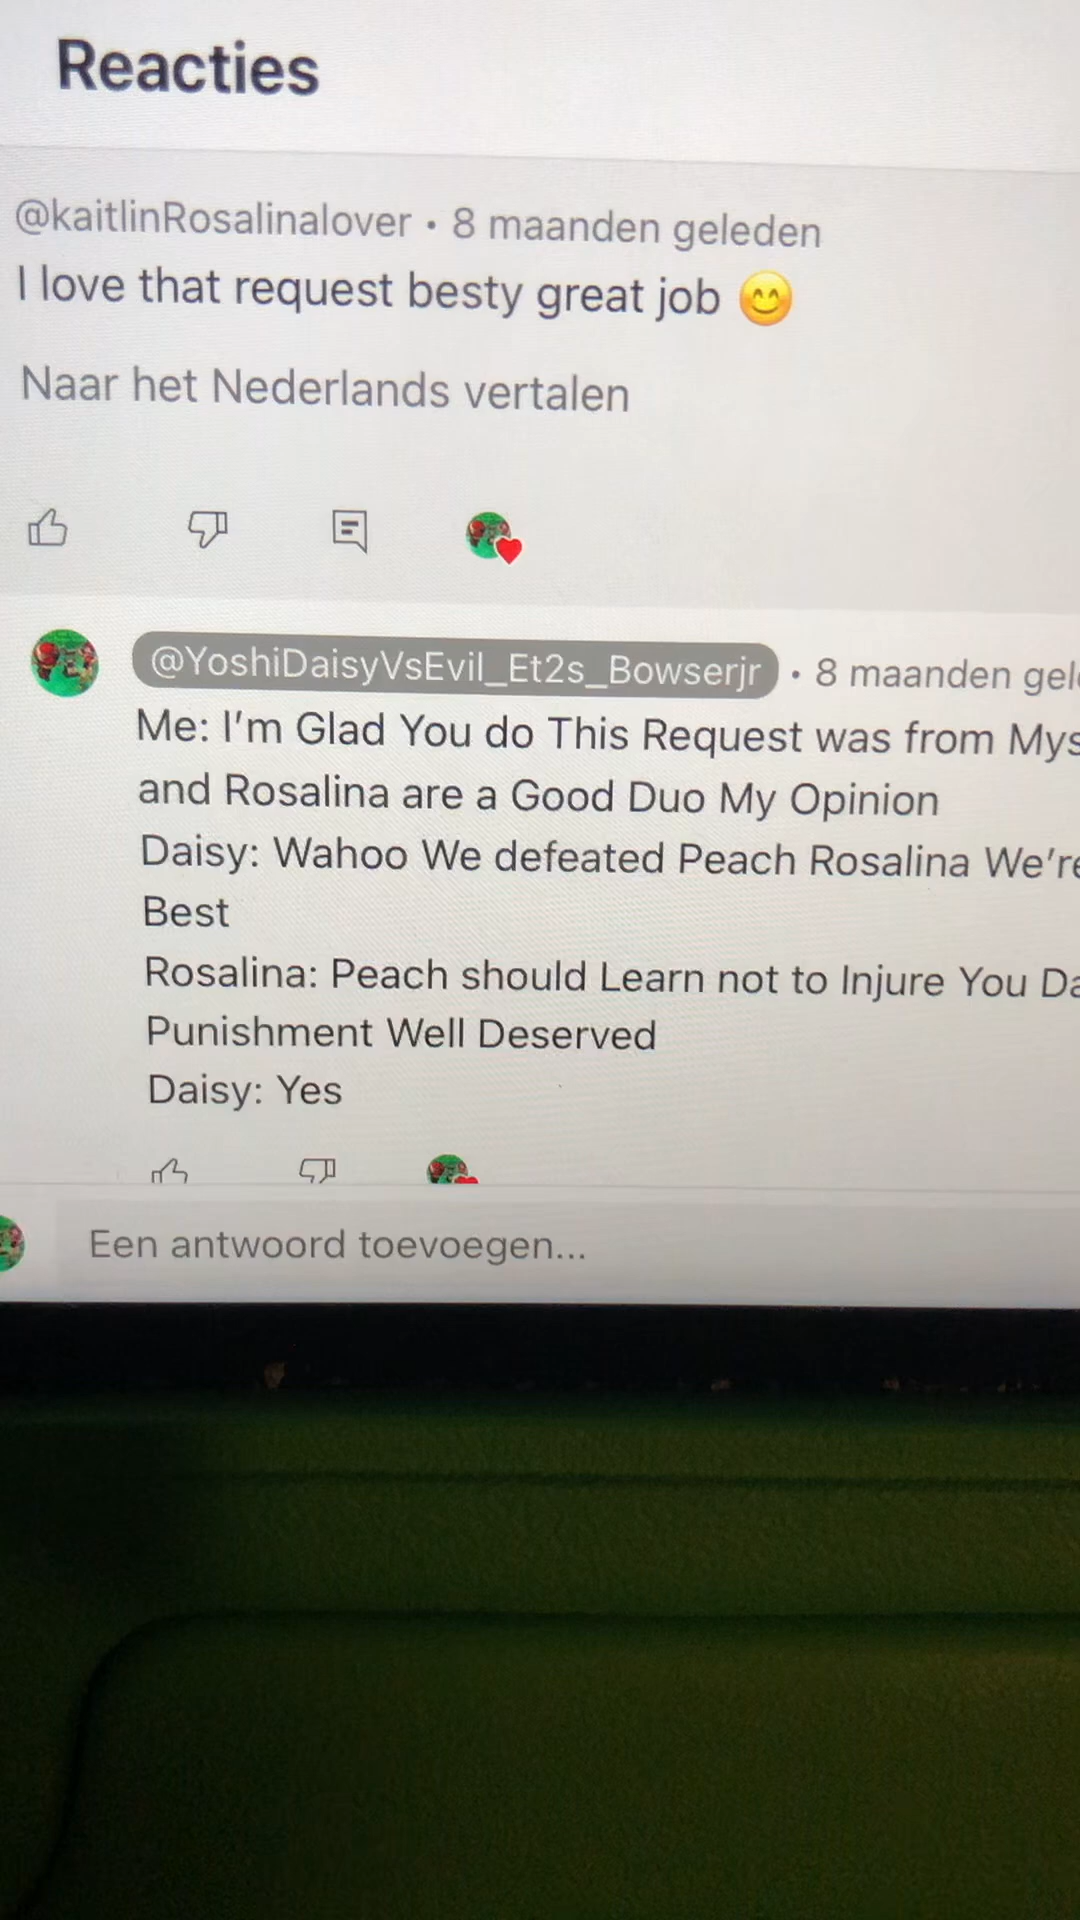 Reacties
@kaitlinRosalinalover • 8 maanden geleden
I love that request besty great job 😊
Naar het Nederlands vertalen
@YoshiDaisyVsEvil_Et2s_Bowserjr • 8 maanden
Me: I'm Glad You do This Request was from
and Rosalina are a Good Duo My Opinion
Daisy: Wahoo We defeated Peach Rosalina We're
Best
Rosalina: Peach should Learn not to Injure You
Punishment Well Deserved
Daisy: Yes
Een antwoord toevoegen...